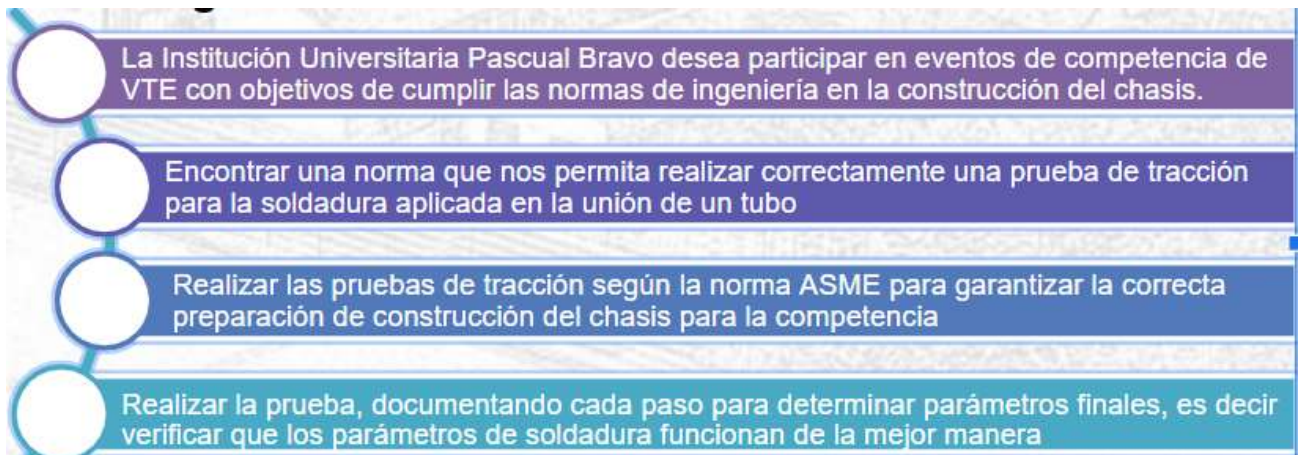 La Institución Universitaria Pascual Bravo desea participar en eventos de competencia de
VTE con objetivos de cumplir las normas de ingeniería en la construcción del chasis.
Encontrar una norma que nos permita realizar correctamente una prueba de tracción
para la soldadura aplicada en la unión de un tubo
Realizar las pruebas de tracción según la norma ASME para garantizar la correcta
preparación de construcción del chasis para la competencia
Realizar la prueba, documentando cada paso para determinar parámetros finales, es decir
verificar que los parámetros de soldadura funcionan de la mejor manera